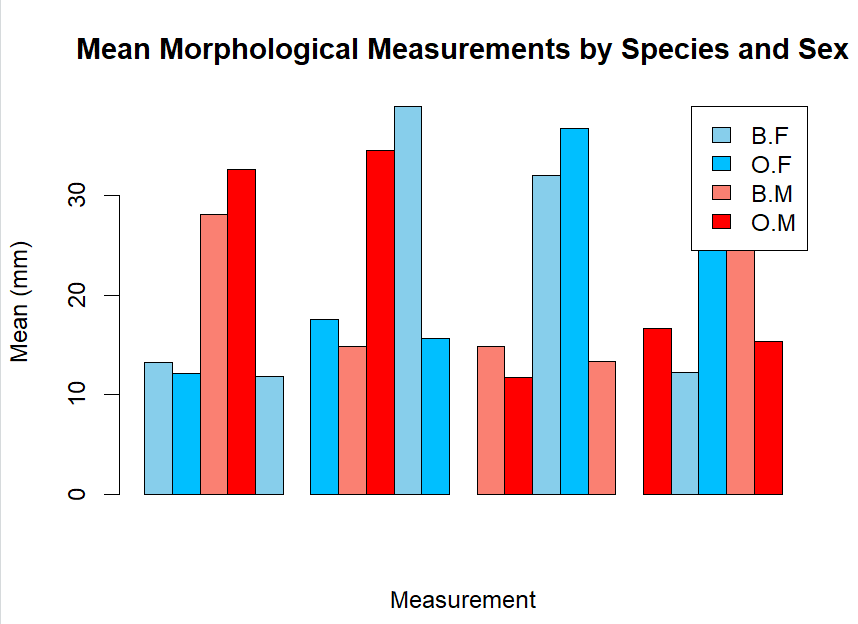 Mean Morphological Measurements by Species and Sex
Mean (mm)
30
20
10
0
B.F
O.F
B.M
O.M
Measurement